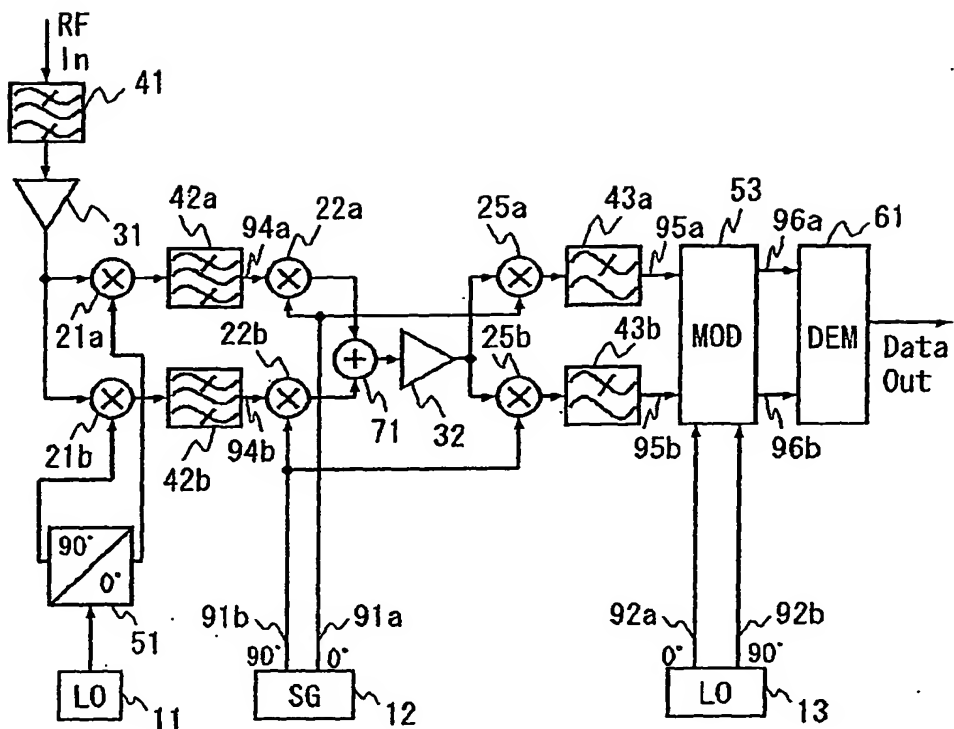 RF
In
41
31
42a
94a
22a
25a
43a
95a
53
96a
61
21a
22b
25b
43b
MOD
DEM
Data
Out
21b
42b
94b
71
32
95b
96b
90°
0°
51
91b
91a
92a
92b
90°
0°
0°
90°
LO
11
SG
12
LO
13